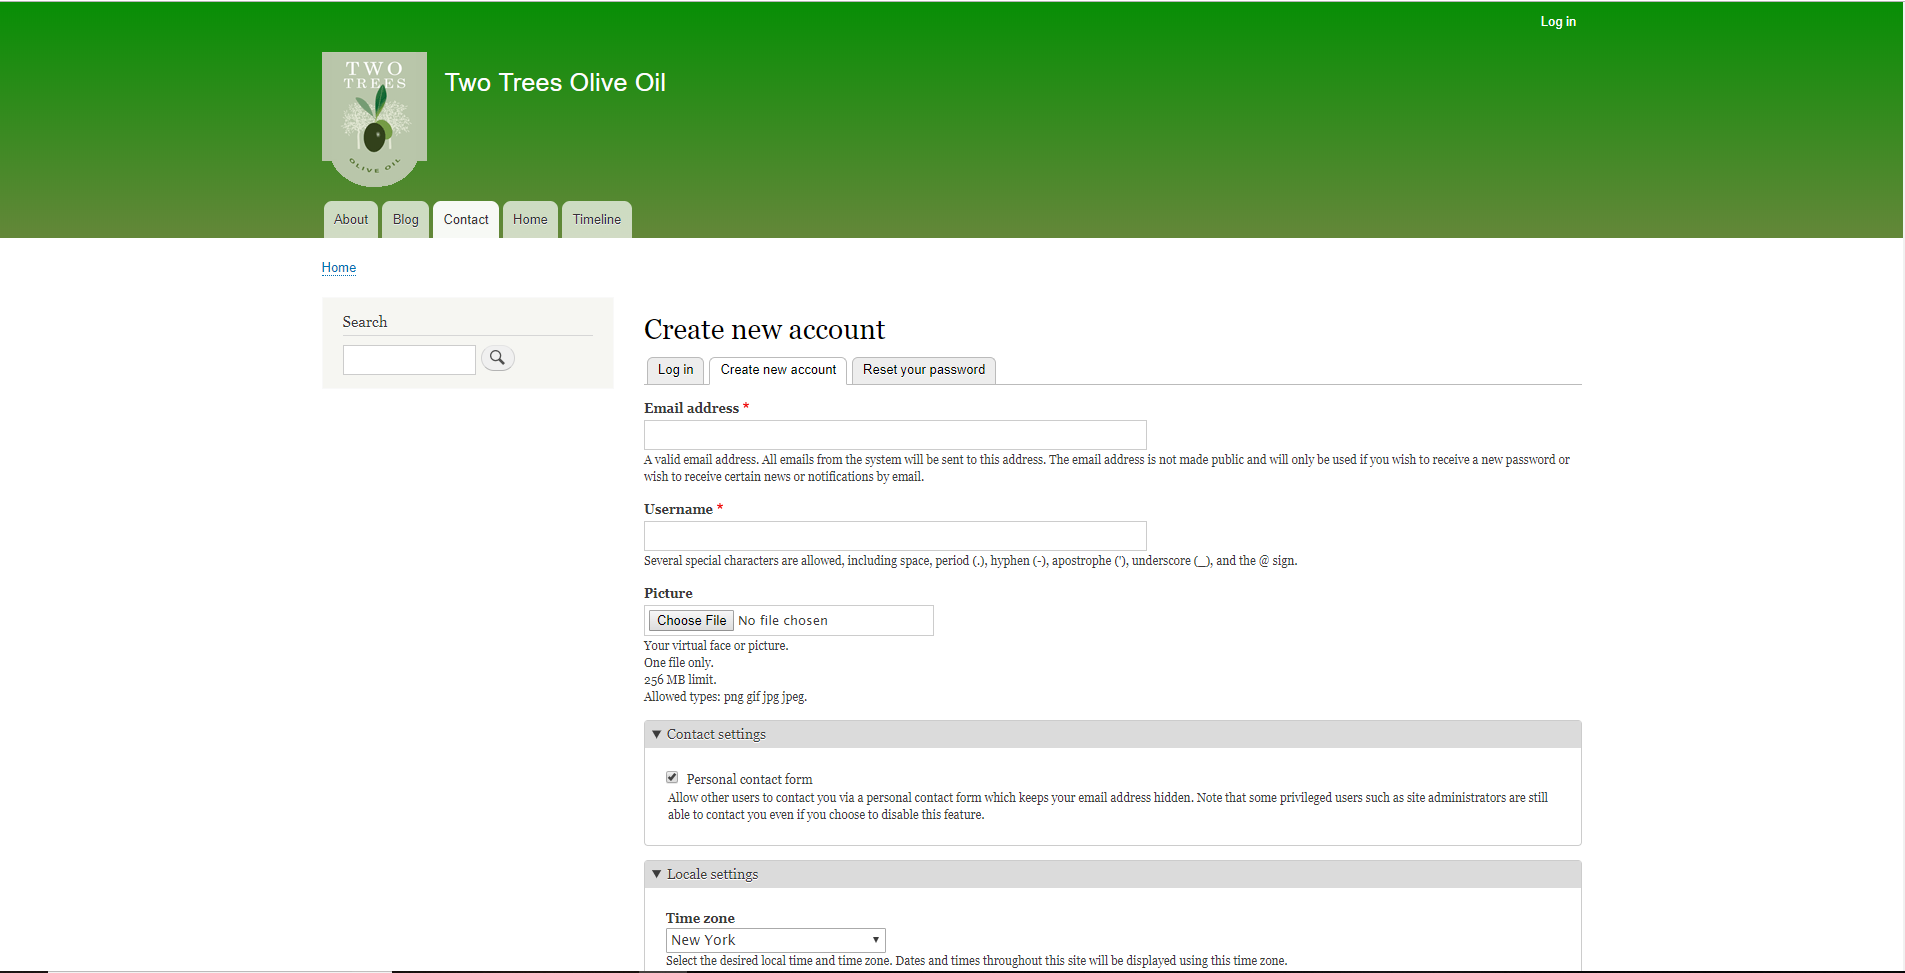 Log in
TWO
TREES
OLIVE OIL
Two Trees Olive Oil
About Blog Contact Home Timeline
Home
Search
Create new account
Log in Create new account Reset your password
Email address *
A valid email address. All emails from the system will be sent to this address. The email address is not made public and will only be used if you wish to receive a new password or
wish to receive certain news or notifications by email.
Username *
Several special characters are allowed, including space, period (.), hyphen (-), apostrophe ('), underscore (_), and the @ sign.
Picture
Choose File No file chosen
Your virtual face or picture.
One file only.
256 MB limit.
Allowed types: png gif jpg jpeg.
▼ Contact settings
Personal contact form
Allow other users to contact you via a personal contact form which keeps your email address hidden. Note that some privileged users such as site administrators are still
able to contact you even if you choose to disable this feature.
▼ Locale settings
Time zone
New York
Select the desired local time and time zone. Dates and times throughout this site will be displayed using this time zone.